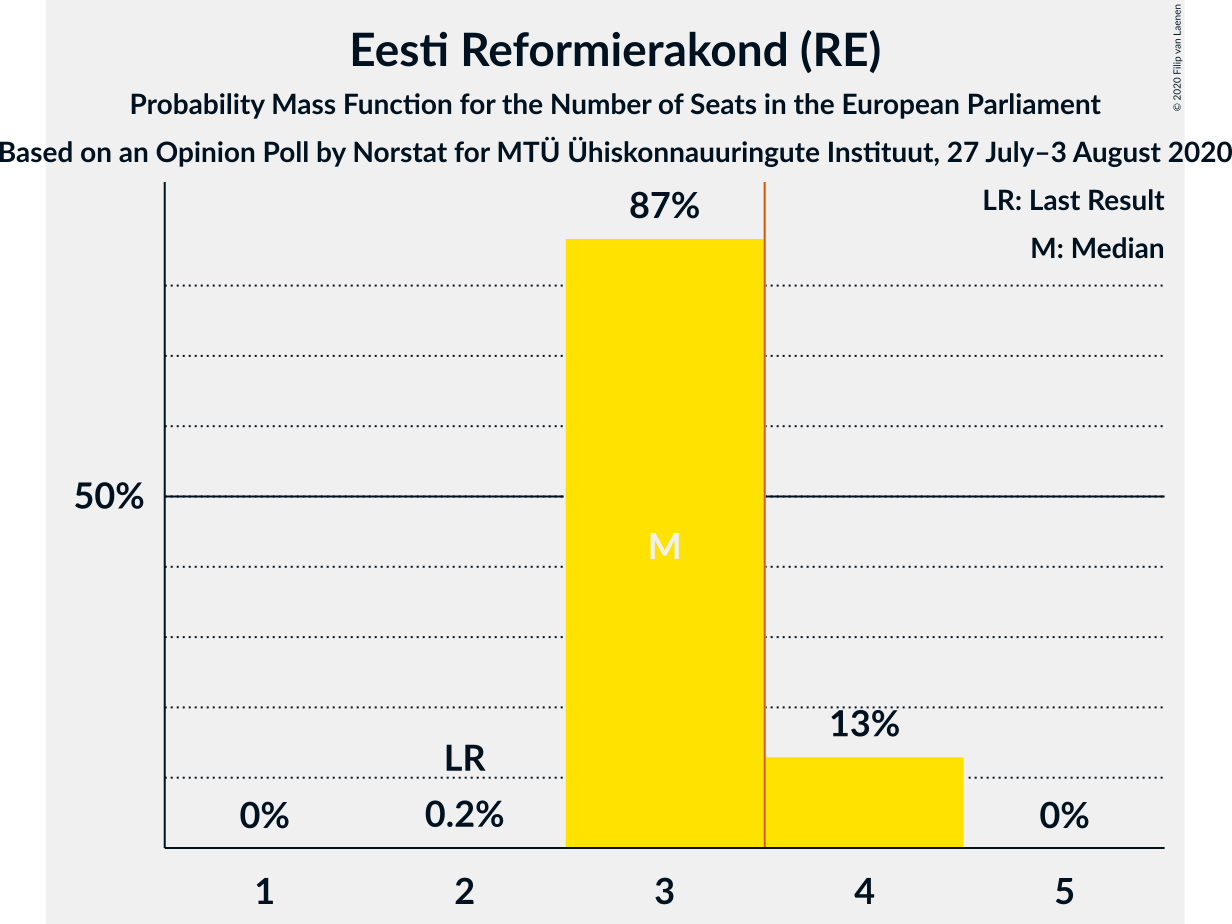 Eesti Reformierakond (RE)
Probability Mass Function for the Number of Seats in the European Parliament
Based on an Opinion Poll by Norstat for MTÜ Ühiskonnauuringute Instituut, 27 July–3 August 2020
© 2020 Filip van Laenen
LR: Last Result
M: Median
87%
50%
M
13%
LR
0%
0.2%
0%
1
2
3
4
5